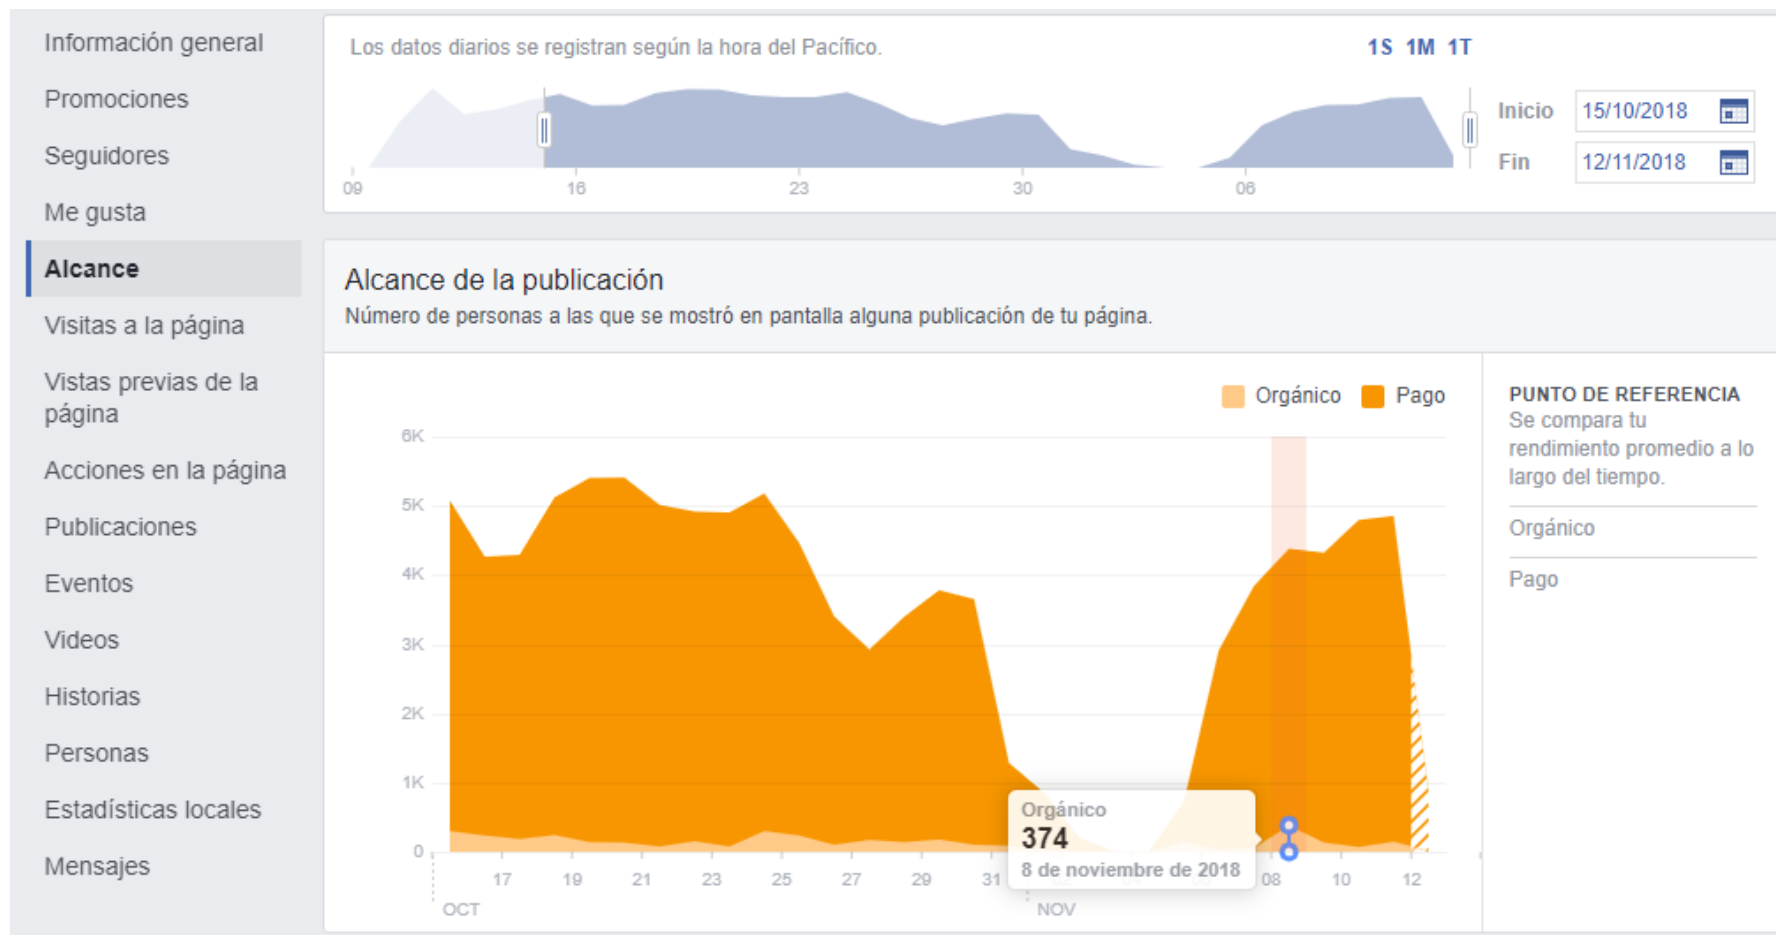 Información general
Promociones
Seguidores
Me gusta
Alcance
Visitas a la página
Vistas previas de la
página
Acciones en la página
Publicaciones
Eventos
Videos
Historias
Personas
Estadísticas locales
Mensajes
Los datos diarios se registran según la hora del Pacífico.
1S 1M 1T
Inicio 15/10/2018
Fin 12/11/2018
09 16 23 30 06
Alcance de la publicación
Número de personas a las que se mostró en pantalla alguna publicación de tu página.
Orgánico Pago
6K
5K
4K
3K
2K
1K
0
Orgánico
374
8 de noviembre de 2018
17 19 21 23 25 27 29 31 08 10 12
OCT NOV
PUNTO DE REFERENCIA
Se compara tu
rendimiento promedio a lo
largo del tiempo.
Orgánico
Pago